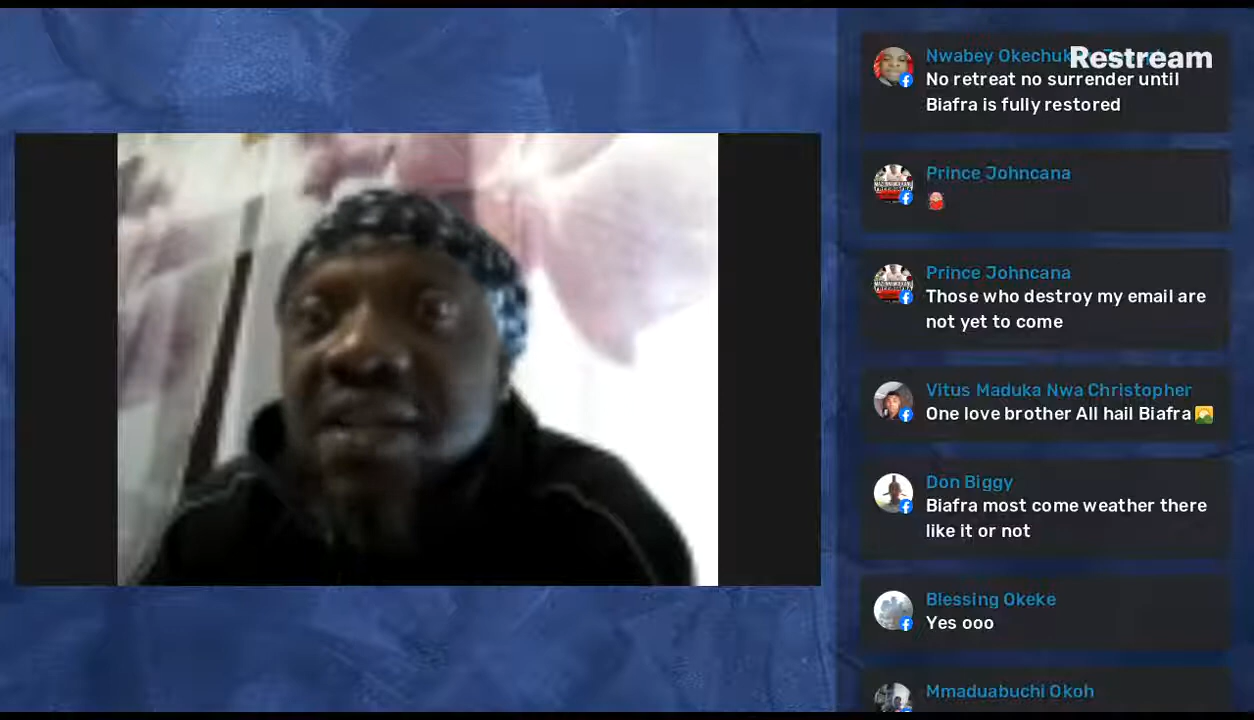 Restream
Nwabey Okechuk
No retreat no surrender until
Biafra is fully restored
Prince Johncana
Prince Johncana
Those who destroy my email are
not yet to come
Vitus Maduka Nwa Christopher
One love brother All hail Biafra
Don Biggy
Biafra most come weather there
like it or not
Blessing Okeke
Yes ooo
Mmaduabuchi Okoh